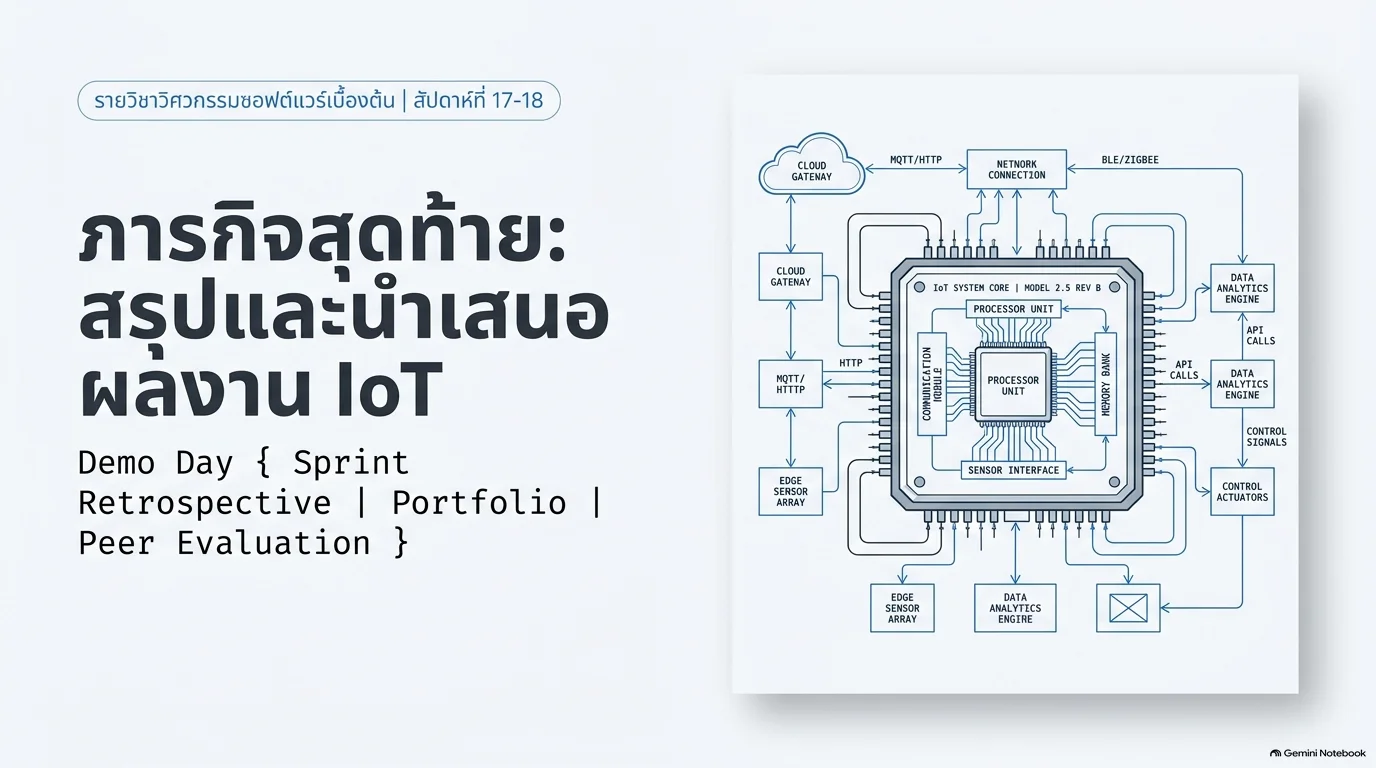 รายวิชาวิศวกรรมซอฟต์แวร์เบื้องต้น | สัปดาห์ที่ 17-18
ภารกิจสุดท้าย:
สรุปและนำเสนอ
ผลงาน IoT
Demo Day { Sprint
Retrospective | Portfolio |
Peer Evaluation }
CLOUD
GATENAY
MQTT/HTTP
NETNORK
CONNECTION
BLE/ZIGBEE
CLOUD
GATENAY
HTTP
MQTT/
HTTTP
EDGE
SENSOR
ARRAY
IoT SYSTEM CORE | MODEL 2.5 REV B
PROCESSOR UNIT
COMMUNICATION
PROCESSOR
UNIT
MEMORY BANK
SENSOR INTERFACE
DATA
ANALYTICS
ENGINE
API
CALLS
API
CALLS
DATA
ANALYTICS
ENGINE
CONTROL
SIGNALS
CONTROL
ACTUATORS
EDGE
SENSOR
ARRAY
DATA
ANALYTICS
ENGINE
Gemini Notebook